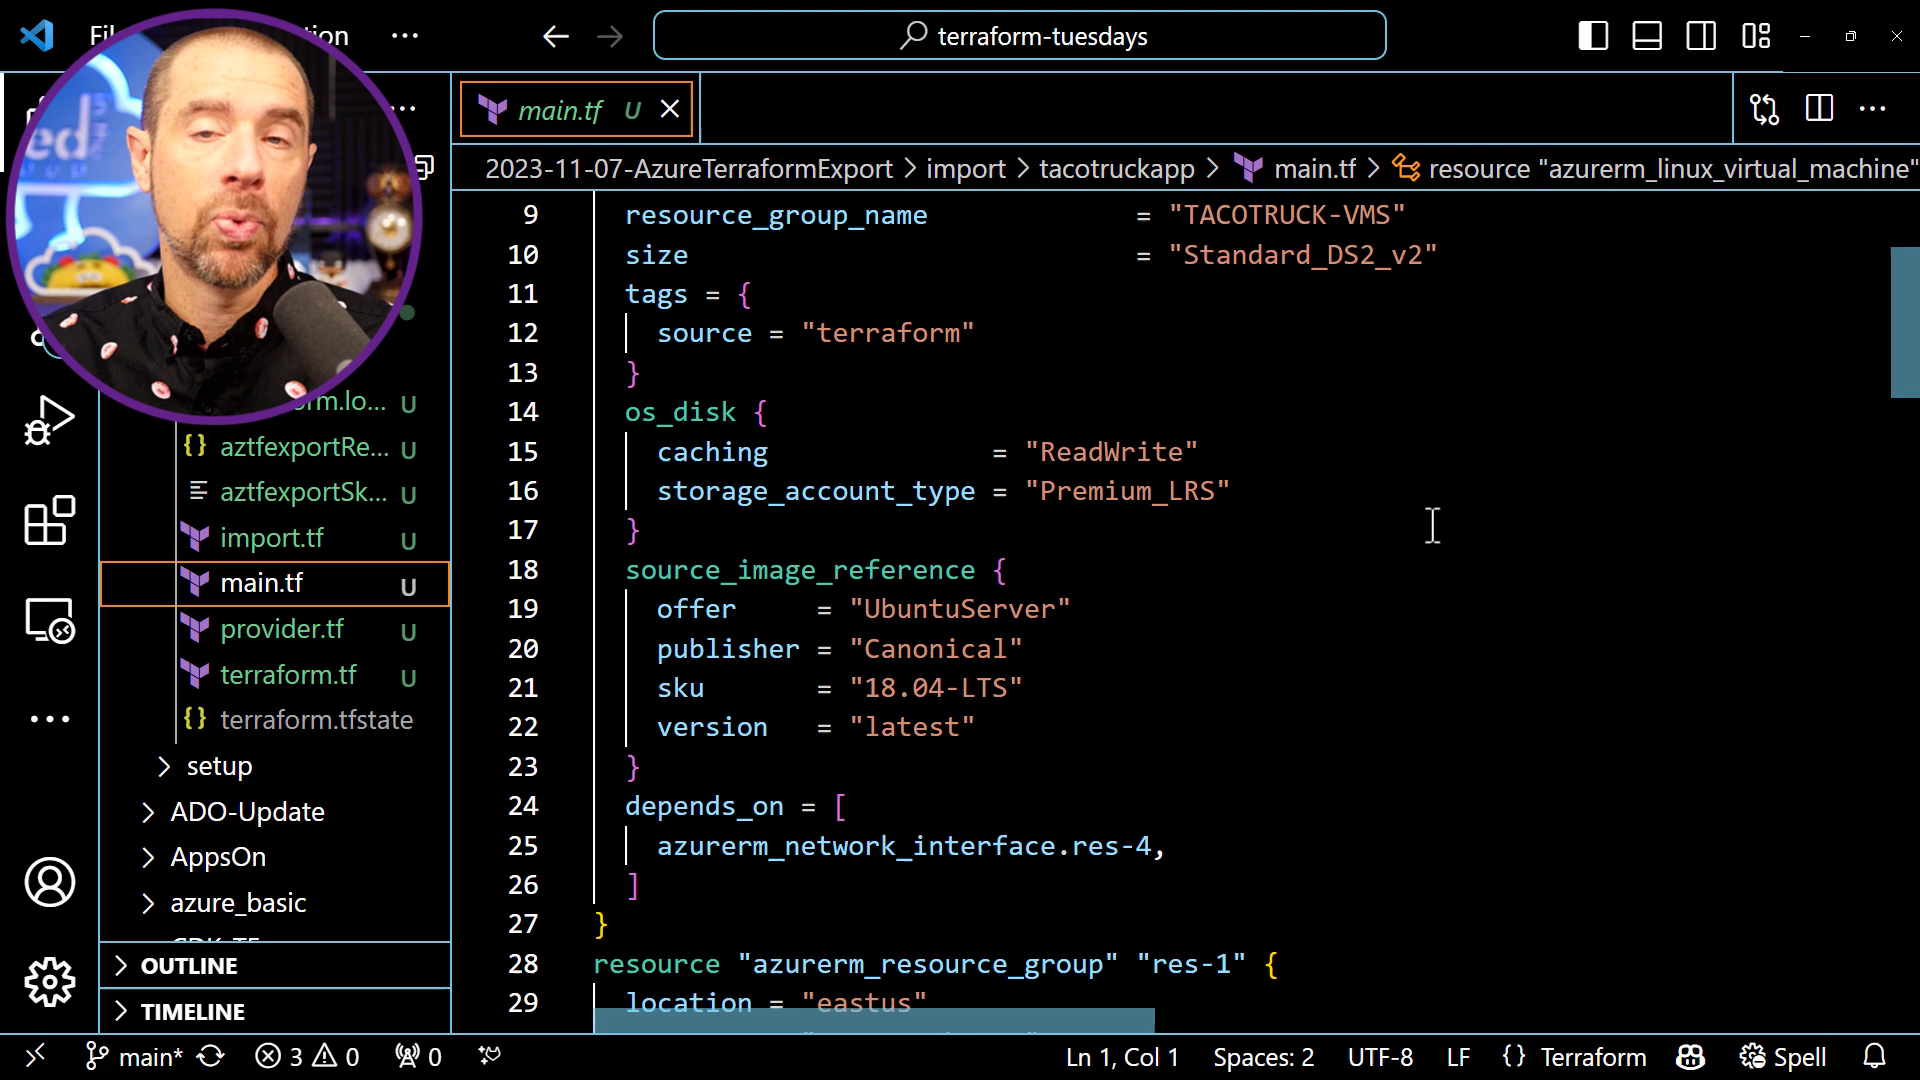 Fil
tion
terraform-tuesdays
main.tf U
2023-11-07-AzureTerraformExport > import > tacotruckapp > main.tf > resource "azurerm_linux_virtual_machine"
9 resource_group_name = "TACOTRUCK-VMS"
10 size = "Standard_DS2_v2"
11 tags = {
12 source = "terraform"
13 }
14 os_disk {
15 caching = "ReadWrite"
16 storage_account_type = "Premium_LRS"
17 }
18 source_image_reference {
19 offer = "UbuntuServer"
20 publisher = "Canonical"
21 sku = "18.04-LTS"
22 version = "latest"
23 }
24 depends_on = [
25 azurerm_network_interface.res-4,
26 ]
27 }
28 resource "azurerm_resource_group" "res-1" {
29 location = "eastus"
rm.lo... U
{} aztfexportRe... U
aztfexportSk... U
import.tf U
main.tf U
provider.tf U
terraform.tf U
{} terraform.tfstate
> setup
> ADO-Update
> AppsOn
> azure_basic
> OUTLINE
> TIMELINE
main* 3 0 0
Ln 1, Col 1 Spaces: 2 UTF-8 LF {} Terraform Spell